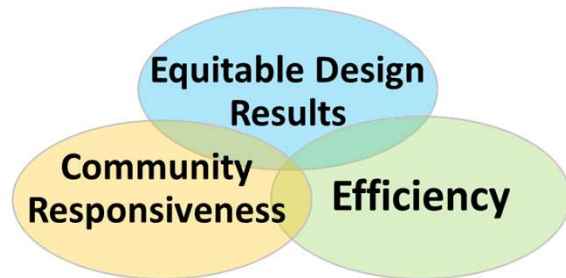 Equitable Design
Results
Community
Responsiveness
Efficiency